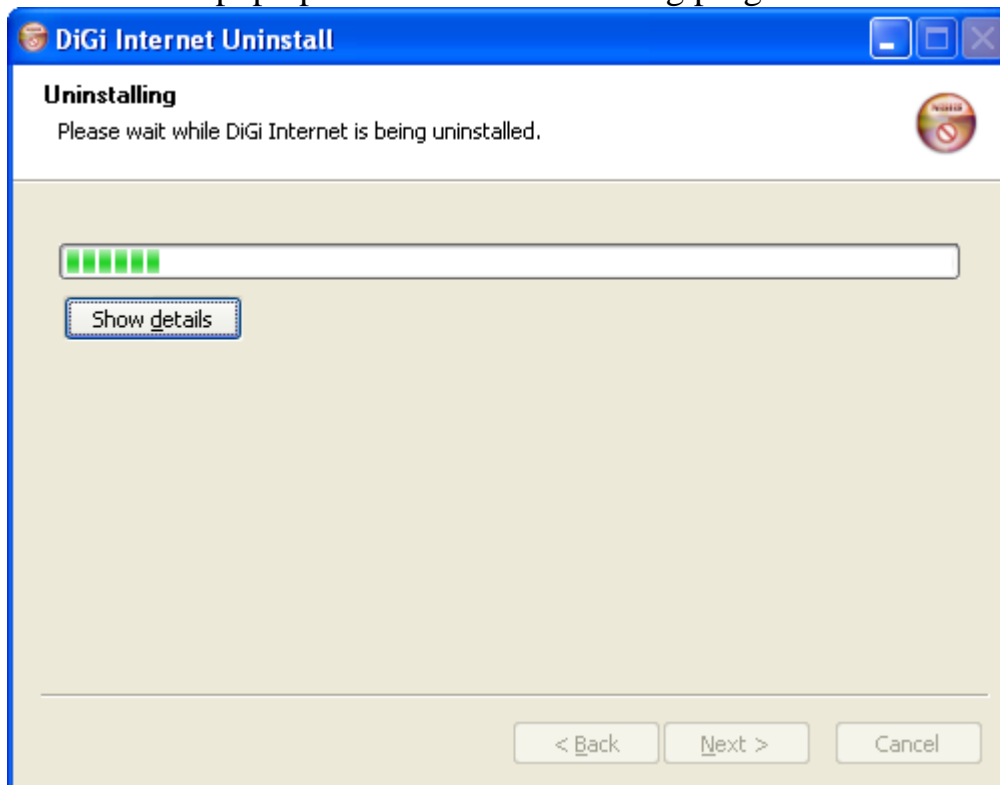 DiGi Internet Uninstall
Uninstalling
Please wait while DiGi Internet is being uninstalled.
Show details
< Back Next > Cancel